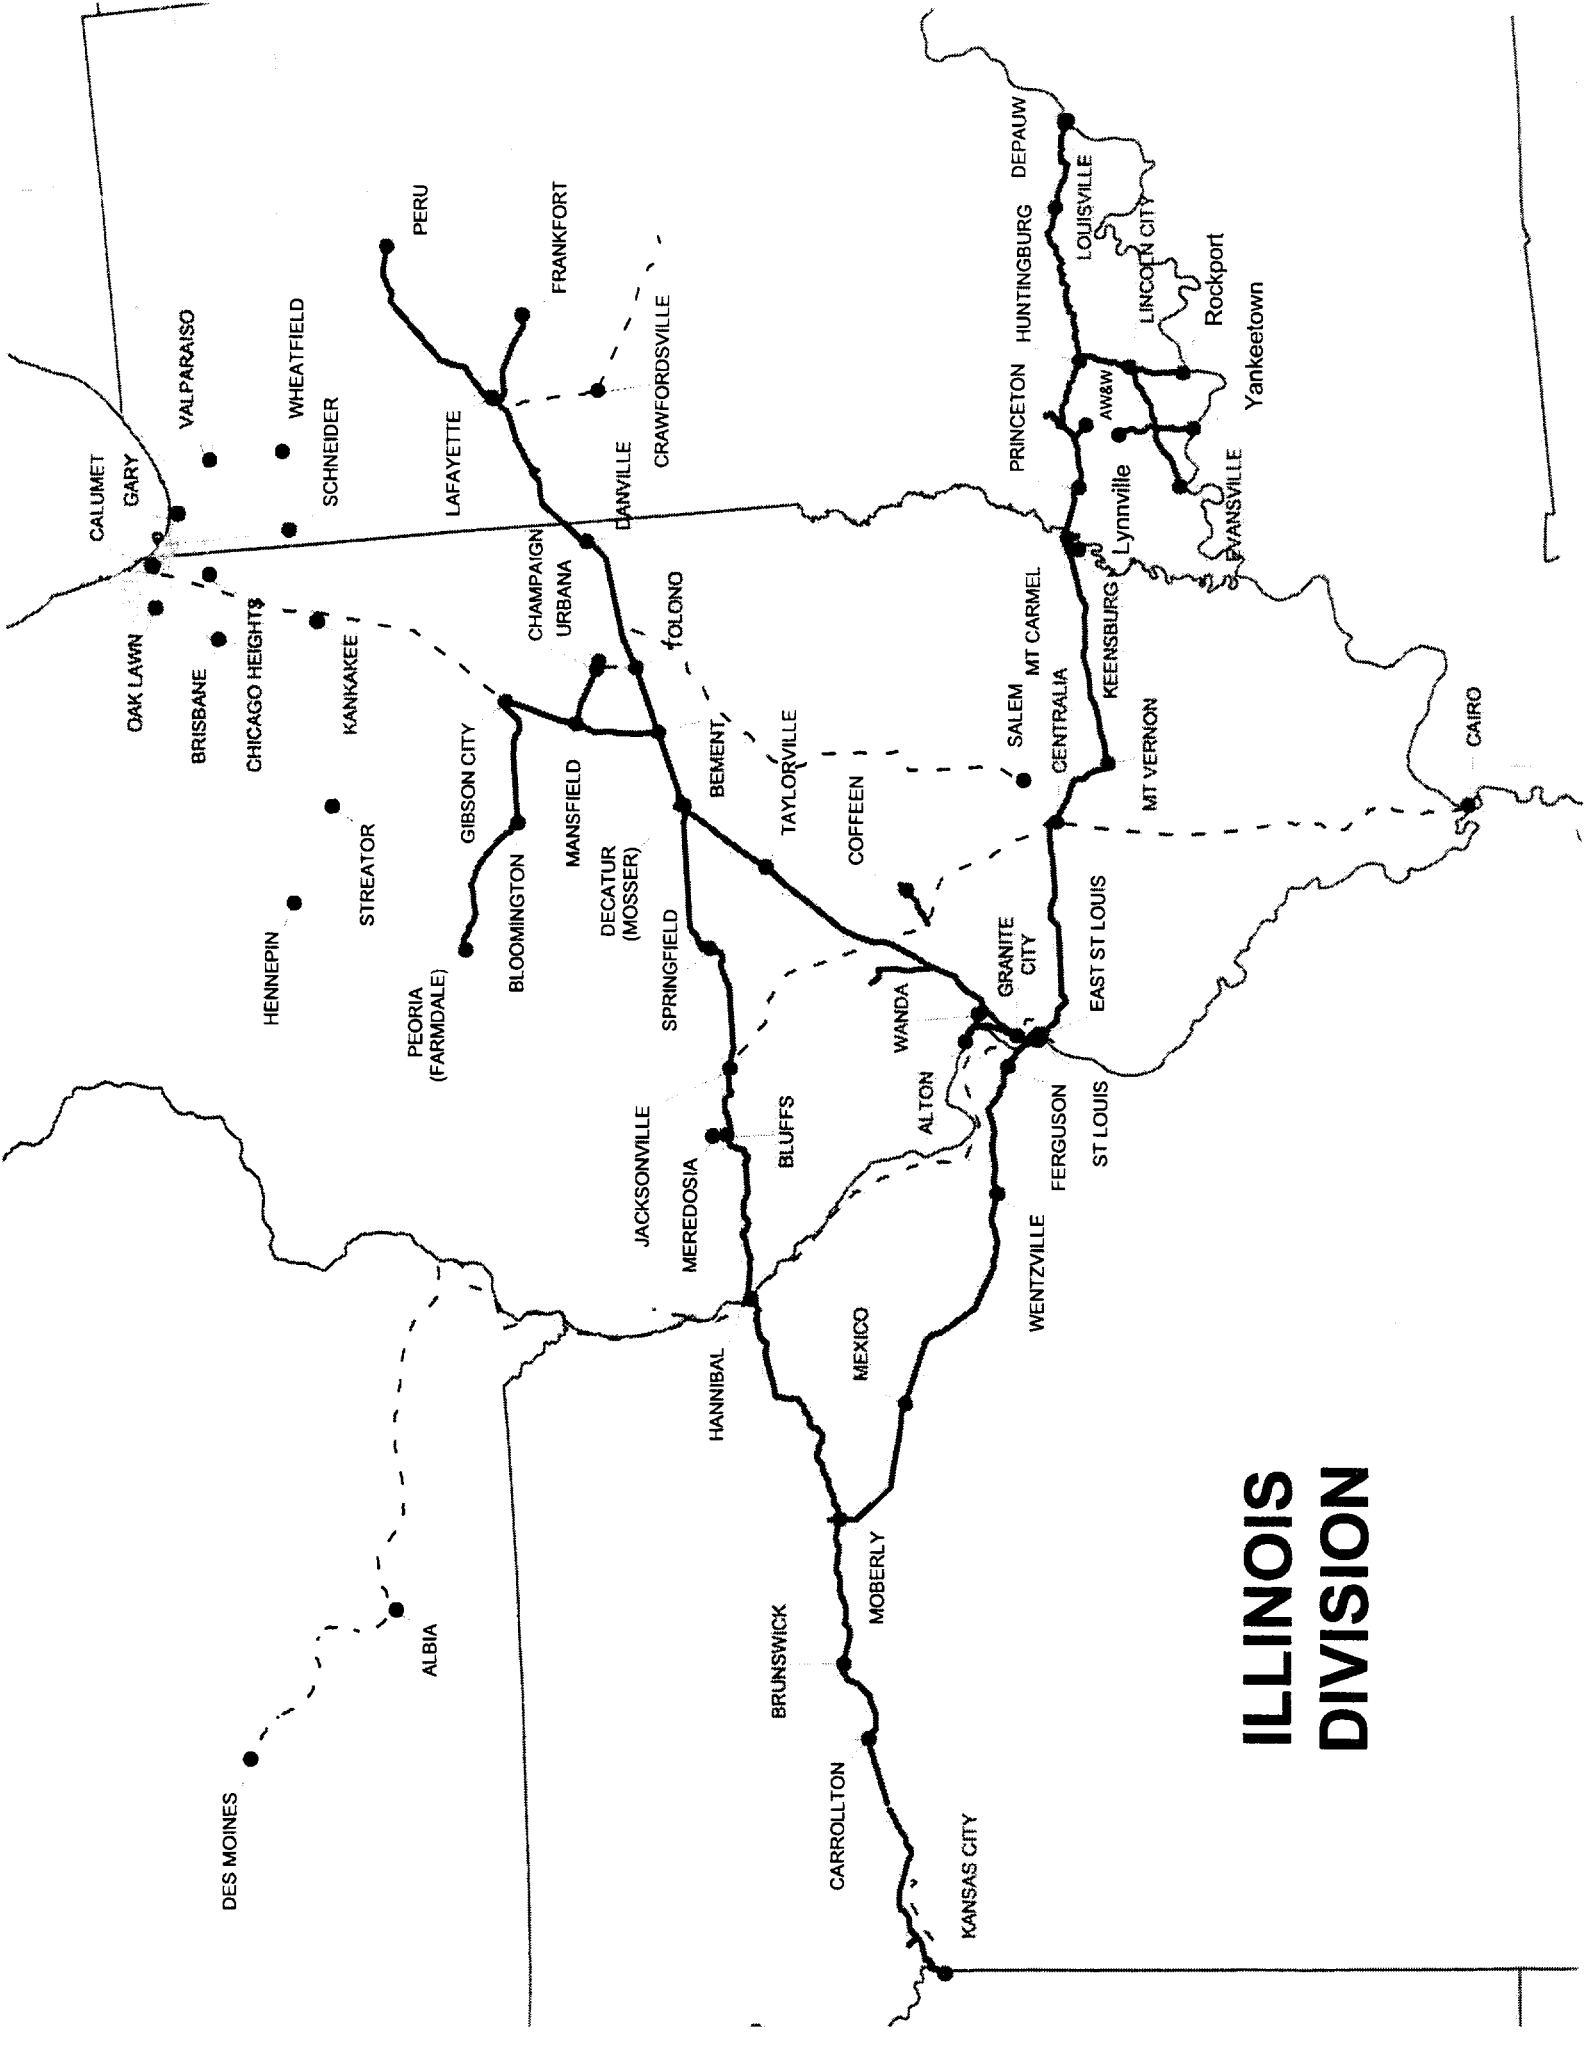 DES MOINES
ALBIA
HENNEPIN
STREATOR
OAK LAWN
BRISBANE
CHICAGO HEIGHTS
KANKAKEE
CALUMET
GARY
VALPARAISO
WHEATFIELD
SCHNEIDER
PEORIA
(FARMDALE)
GIBSON CITY
BLOOMINGTON
MANSFIELD
DECATUR
(MOSSER)
CHAMPAIGN
URBANA
LAFAYETTE
PERU
FRANKFORT
CRAWFORDSVILLE
DANVILLE
TOLONO
BEMENT
TAYLORVILLE
COFFEEN
SPRINGFIELD
JACKSONVILLE
MEREDOSIA
BLUFFS
HANNIBAL
MEXICO
MOBERLY
BRUNSWICK
CARROLLTON
KANSAS CITY
WENTZVILLE
FERGUSON
ST LOUIS
ALTON
WANDA
GRANITE
CITY
EAST ST LOUIS
SALEM
CENTRALIA
MT VERNON
MT CARMEL
KEENSBURG
PRINCETON
HUNTINGBURG
DEPAUW
LOUISVILLE
LINCOLN CITY
AW&W
Lynnville
EVANSVILLE
Rockport
Yankeetown
CAIRO
ILLINOIS
DIVISION